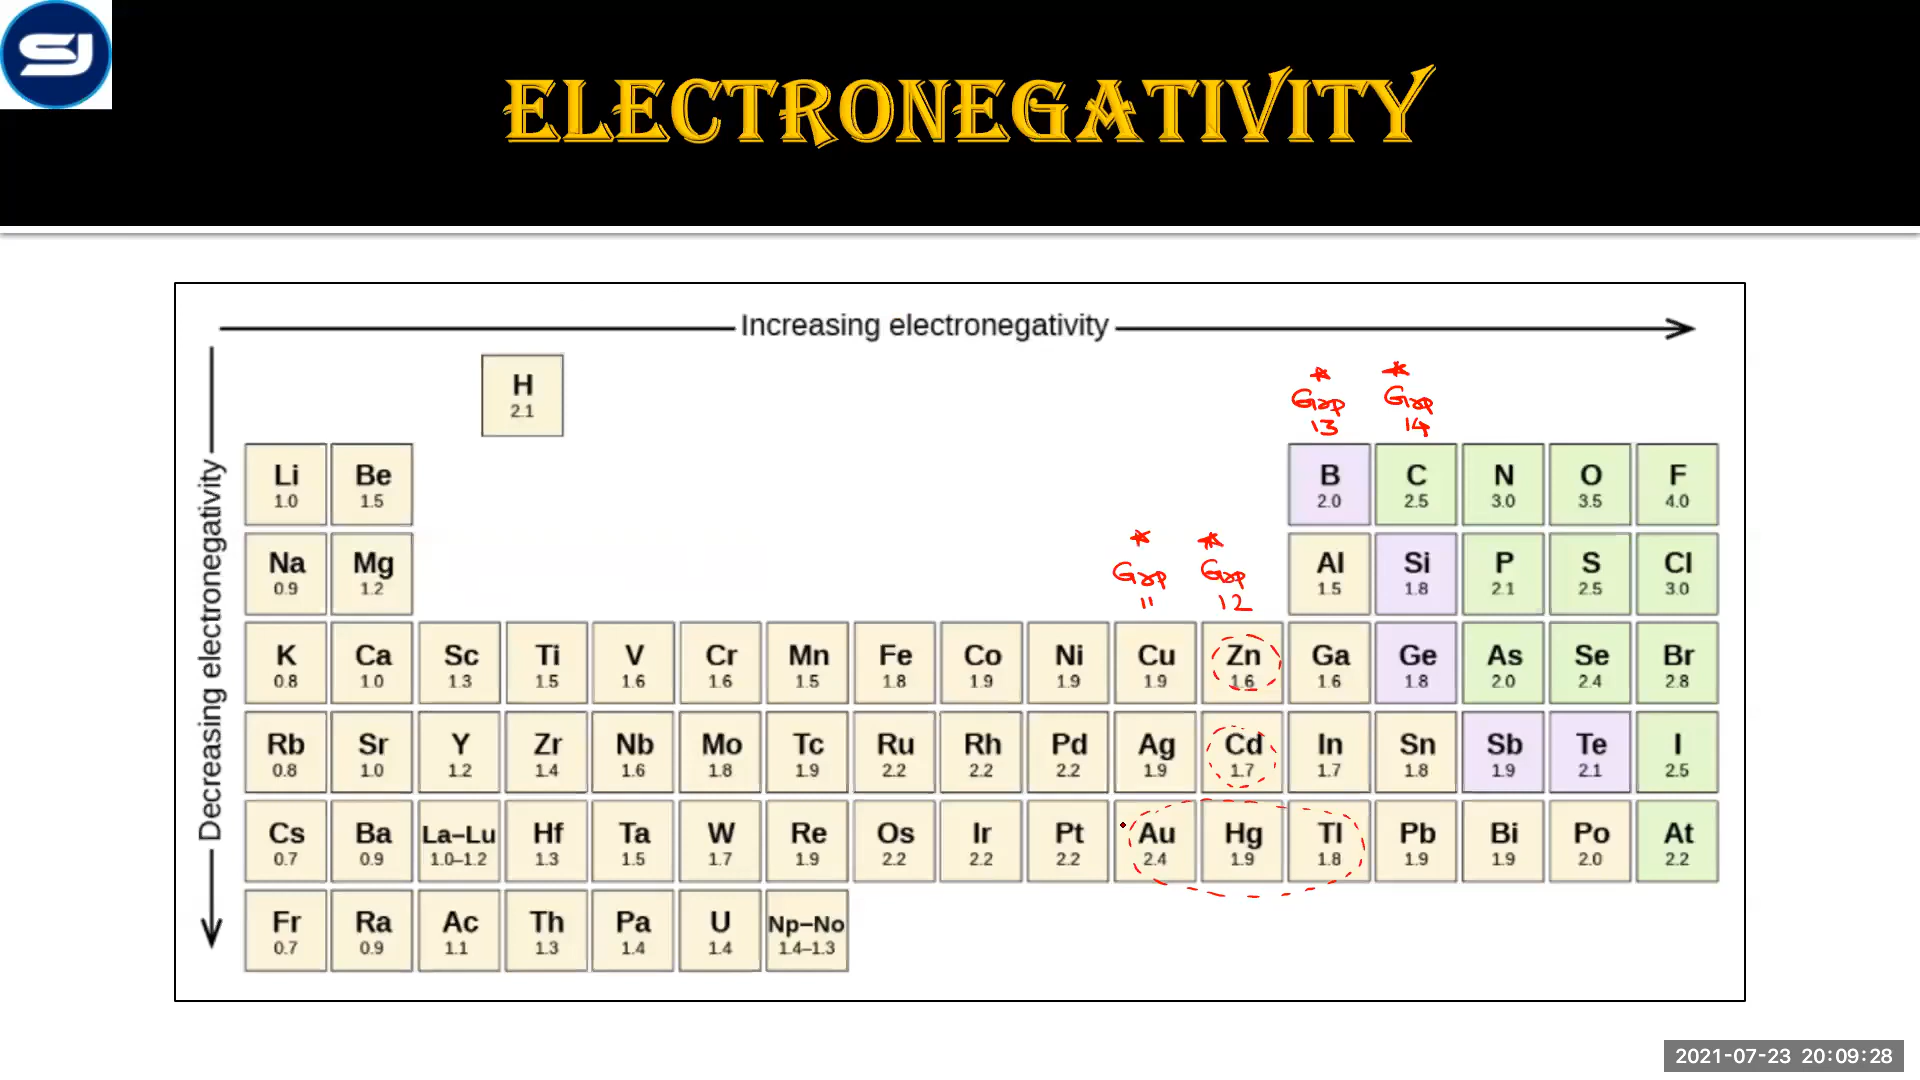 SJ
ELECTRONEGATIVITY
Increasing electronegativity
Decreasing electronegativity
H
2.1
* *
Grp Grp
13 14
Li Be B C N O F
1.0 1.5 2.0 2.5 3.0 3.5 4.0
* *
Grp Grp
11 12
Na Mg Al Si P S Cl
0.9 1.2 1.5 1.8 2.1 2.5 3.0
K Ca Sc Ti V Cr Mn Fe Co Ni Cu Zn Ga Ge As Se Br
0.8 1.0 1.3 1.5 1.6 1.6 1.5 1.8 1.9 1.9 1.9 1.6 1.6 1.8 2.0 2.4 2.8
Rb Sr Y Zr Nb Mo Tc Ru Rh Pd Ag Cd In Sn Sb Te I
0.8 1.0 1.2 1.4 1.6 1.8 1.9 2.2 2.2 2.2 1.9 1.7 1.7 1.8 1.9 2.1 2.5
Cs Ba La–Lu Hf Ta W Re Os Ir Pt Au Hg Tl Pb Bi Po At
0.7 0.9 1.0–1.2 1.3 1.5 1.7 1.9 2.2 2.2 2.2 2.4 1.9 1.8 1.9 1.9 2.0 2.2
Fr Ra Ac Th Pa U Np–No
0.7 0.9 1.1 1.3 1.4 1.4 1.4–1.3
2021-07-23 20:09:28